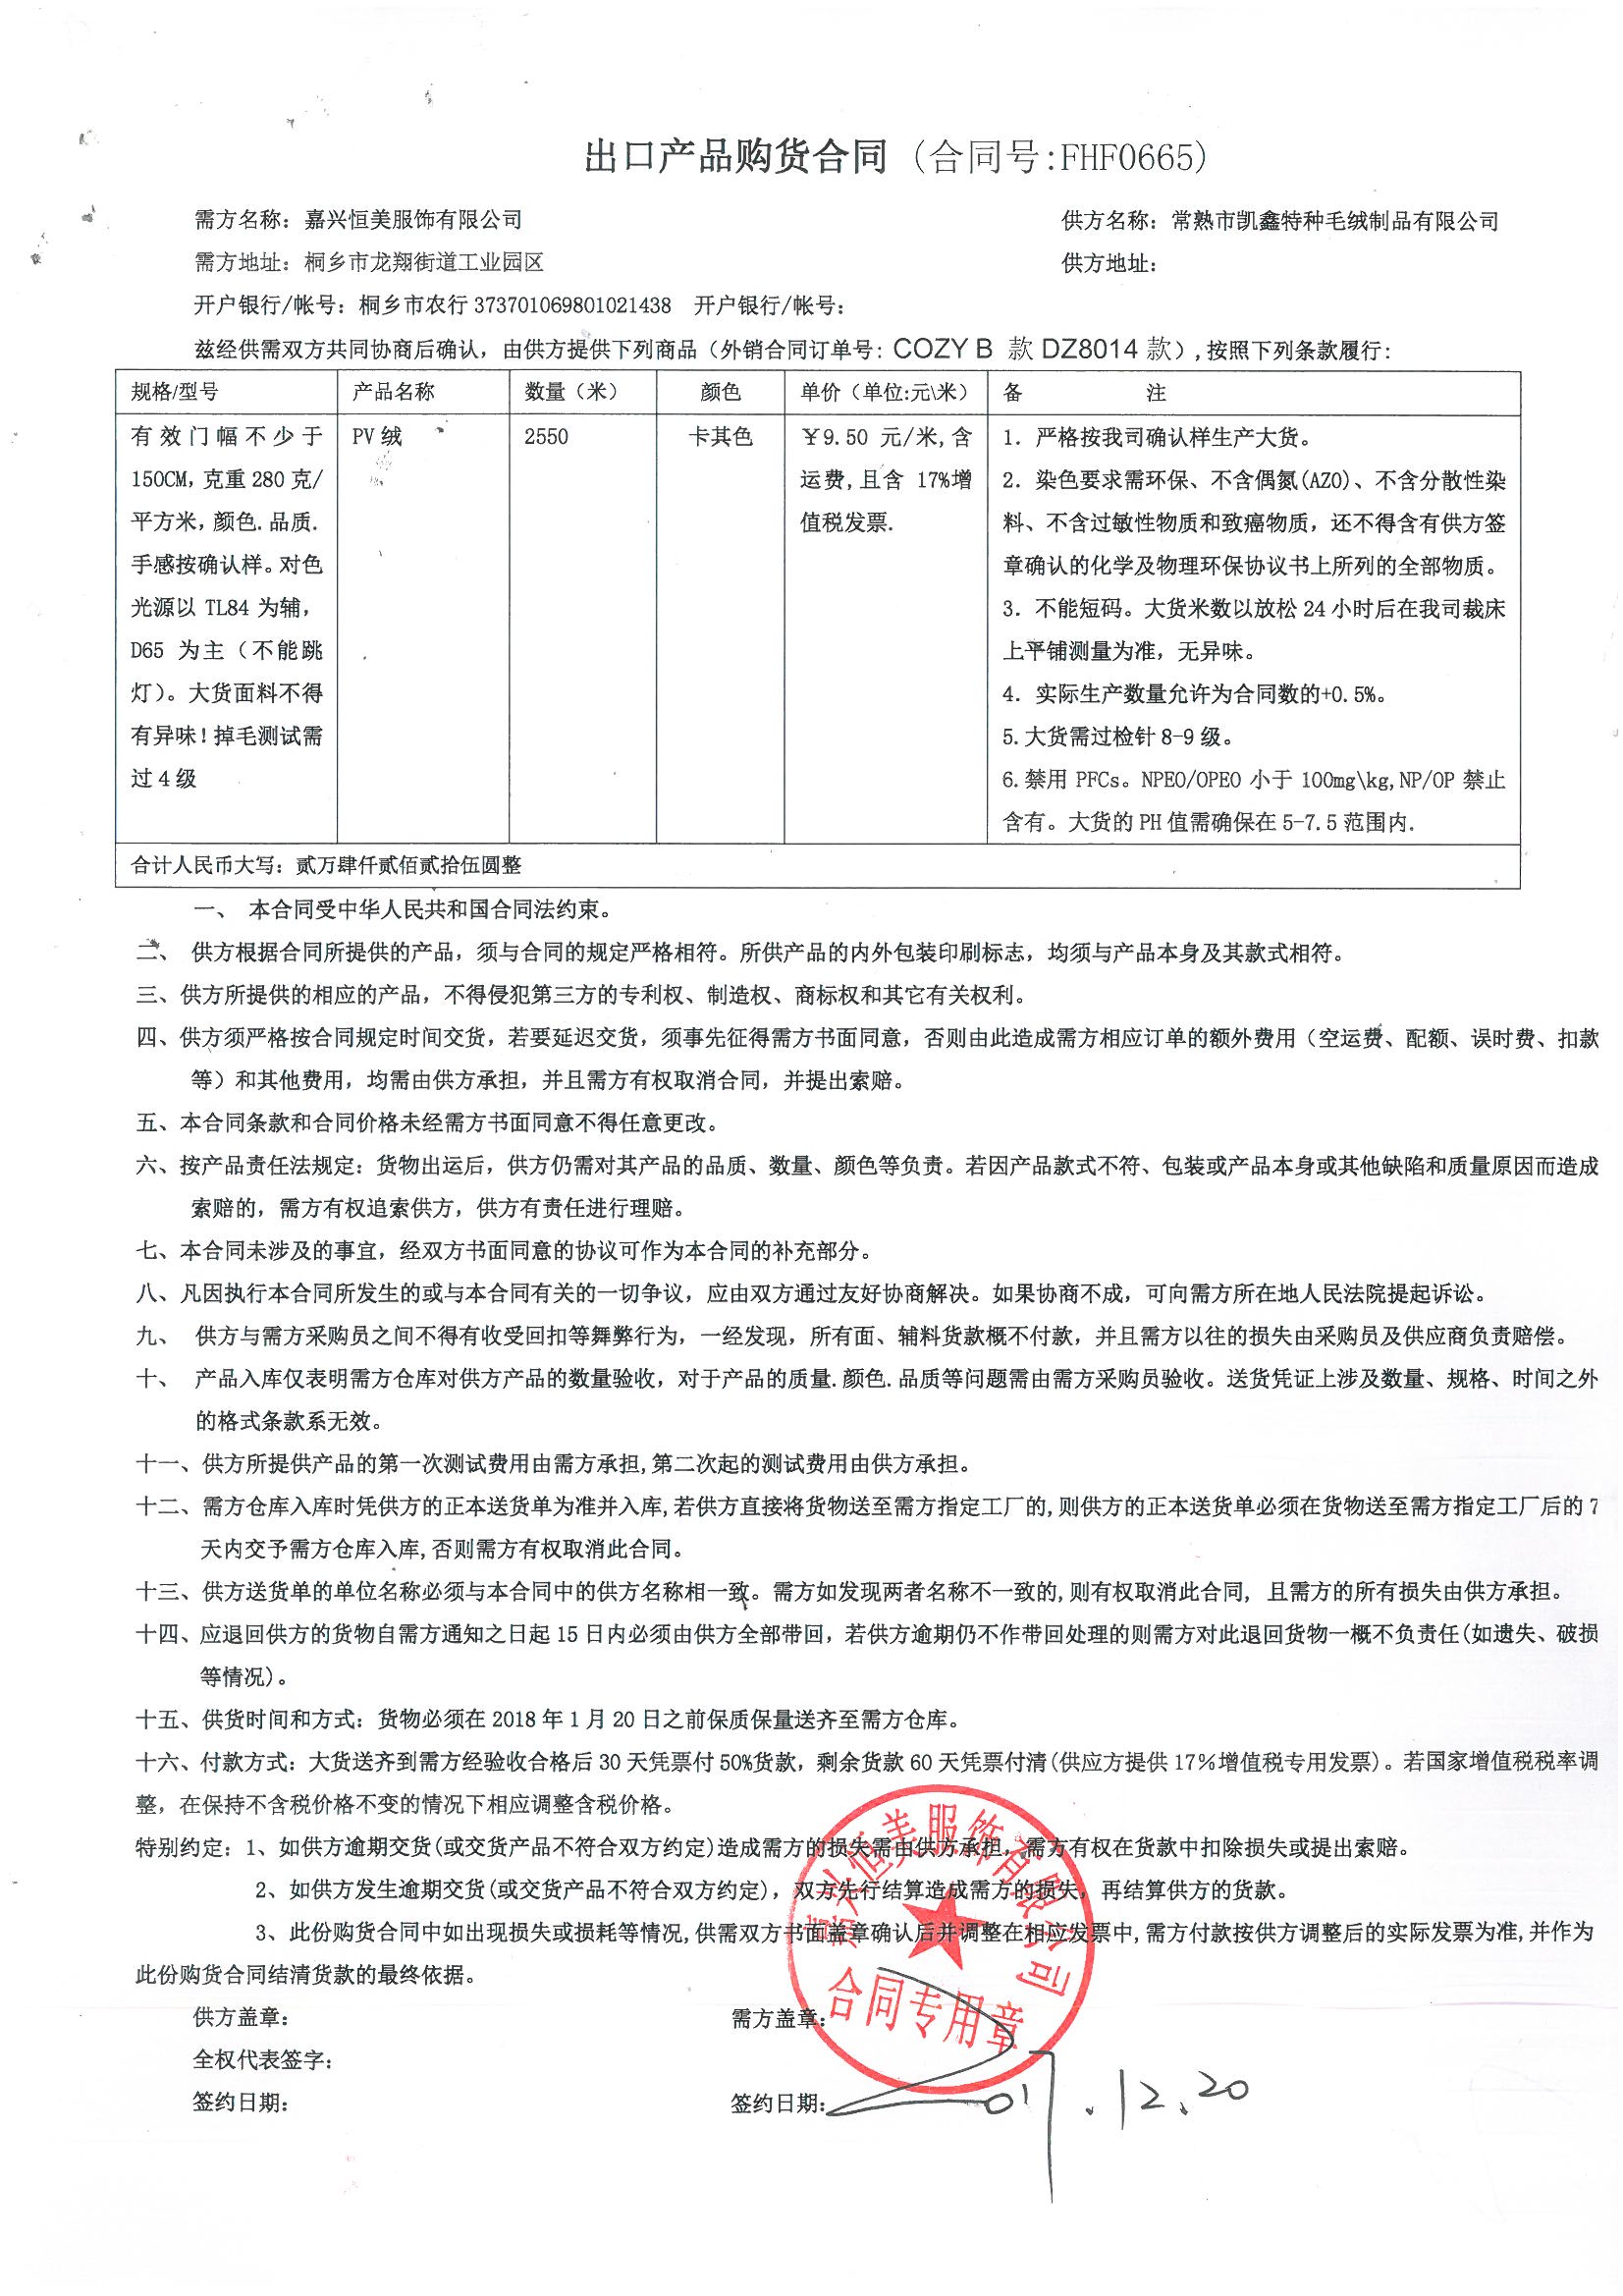 出口产品购货合同 (合同号:FHF0665)
需方名称：嘉兴恒美服饰有限公司 供方名称：常熟市凯鑫特种毛绒制品有限公司
需方地址：桐乡市龙翔街道工业园区 供方地址：
开户银行/帐号：桐乡市农行 373701069801021438 开户银行/帐号：
兹经供需双方共同协商后确认，由供方提供下列商品（外销合同订单号：COZY B 款 DZ8014 款）,按照下列条款履行：
规格/型号 产品名称 数量（米） 颜色 单价（单位:元\米） 备 注
有效门幅不少于
150CM，克重 280 克/
平方米，颜色.品质.
手感按确认样。对色
光源以 TL84 为辅，
D65 为主（不能跳
灯）。大货面料不得
有异味！掉毛测试需
过 4 级
PV 绒
2550
卡其色
￥9.50 元/米,含
运费,且含 17%增
值税发票.
1. 严格按我司确认样生产大货。
2. 染色要求需环保、不含偶氮(AZO)、不含分散性染
料、不含过敏性物质和致癌物质，还不得含有供方签
章确认的化学及物理环保协议书上所列的全部物质。
3. 不能短码。大货米数以放松 24 小时后在我司裁床
上平铺测量为准，无异味。
4. 实际生产数量允许为合同数的+0.5%。
5.大货需过检针 8-9 级。
6.禁用 PFCs。NPEO/OPEO 小于 100mg\kg,NP/OP 禁止
含有。大货的 PH 值需确保在 5-7.5 范围内.
合计人民币大写：贰万肆仟贰佰贰拾伍圆整
一、 本合同受中华人民共和国合同法约束。
二、 供方根据合同所提供的产品，须与合同的规定严格相符。所供产品的内外包装印刷标志，均须与产品本身及其款式相符。
三、供方所提供的相应的产品，不得侵犯第三方的专利权、制造权、商标权和其它有关权利。
四、供方须严格按合同规定时间交货，若要延迟交货，须事先征得需方书面同意，否则由此造成需方相应订单的额外费用（空运费、配额、误时费、扣款
等）和其他费用，均需由供方承担，并且需方有权取消合同，并提出索赔。
五、本合同条款和合同价格未经需方书面同意不得任意更改。
六、按产品责任法规定：货物出运后，供方仍需对其产品的品质、数量、颜色等负责。若因产品款式不符、包装或产品本身或其他缺陷和质量原因而造成
索赔的，需方有权追索供方，供方有责任进行理赔。
七、本合同未涉及的事宜，经双方书面同意的协议可作为本合同的补充部分。
八、凡因执行本合同所发生的或与本合同有关的一切争议，应由双方通过友好协商解决。如果协商不成，可向需方所在地人民法院提起诉讼。
九、 供方与需方采购员之间不得有收受回扣等舞弊行为，一经发现，所有面、辅料货款概不付款，并且需方以往的损失由采购员及供应商负责赔偿。
十、 产品入库仅表明需方仓库对供方产品的数量验收，对于产品的质量.颜色.品质等问题需由需方采购员验收。送货凭证上涉及数量、规格、时间之外
的格式条款系无效。
十一、供方所提供产品的第一次测试费用由需方承担,第二次起的测试费用由供方承担。
十二、需方仓库入库时凭供方的正本送货单为准并入库,若供方直接将货物送至需方指定工厂的,则供方的正本送货单必须在货物送至需方指定工厂后的 7
天内交予需方仓库入库,否则需方有权取消此合同。
十三、供方送货单的单位名称必须与本合同中的供方名称相一致。需方如发现两者名称不一致的,则有权取消此合同, 且需方的所有损失由供方承担。
十四、应退回供方的货物自需方通知之日起 15 日内必须由供方全部带回，若供方逾期仍不作带回处理的则需方对此退回货物一概不负责任(如遗失、破损
等情况)。
十五、供货时间和方式：货物必须在 2018 年 1 月 20 日之前保质保量送齐至需方仓库。
十六、付款方式：大货送齐到需方经验收合格后 30 天凭票付 50%货款，剩余货款 60 天凭票付清(供应方提供 17%增值税专用发票)。若国家增值税税率调
整，在保持不含税价格不变的情况下相应调整含税价格。
特别约定：1、如供方逾期交货(或交货产品不符合双方约定)造成需方的损失需由供方承担，需方有权在货款中扣除损失或提出索赔。
2、如供方发生逾期交货(或交货产品不符合双方约定)，双方先行结算造成需方的损失，再结算供方的货款。
3、此份购货合同中如出现损失或损耗等情况,供需双方书面盖章确认后并调整在相应发票中,需方付款按供方调整后的实际发票为准,并作为
此份购货合同结清货款的最终依据。
嘉兴恒美服饰有限公司
合同专用章
供方盖章： 需方盖章：
全权代表签字：
签约日期： 签约日期： 12.20